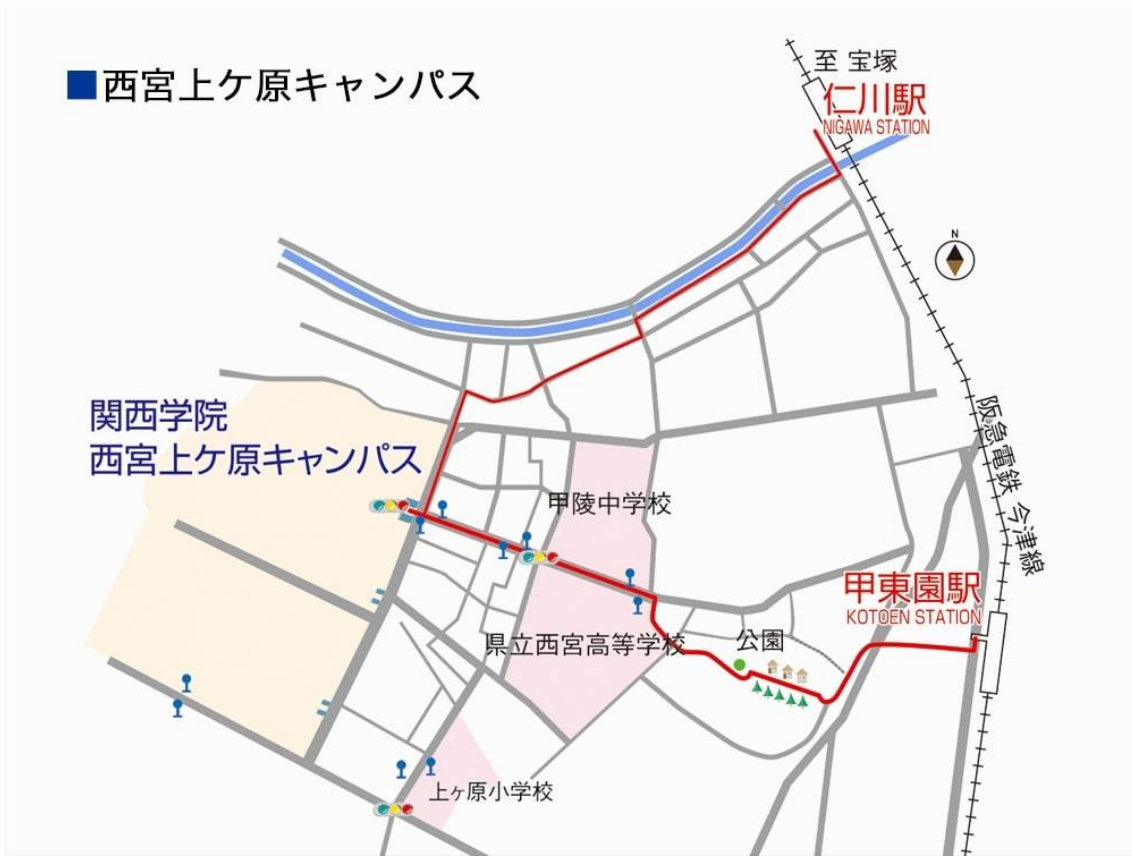 ■西宮上ケ原キャンパス
至 宝塚
仁川駅
NIGAWA STATION
N
関西学院
西宮上ケ原キャンパス
阪急電鉄 今津線
甲陵中学校
甲東園駅
KOTOEN STATION
県立西宮高等学校
公園
上ヶ原小学校